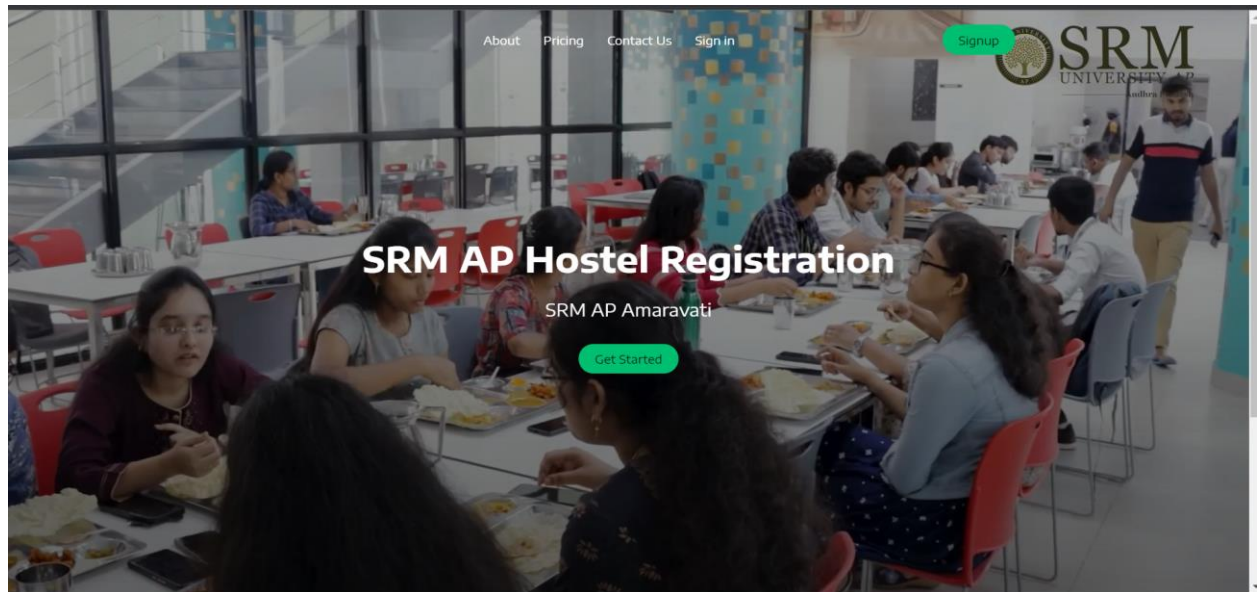 About Pricing Contact Us Sign in Signup
SRM
UNIVERSITY AP
Andhra
SRM AP Hostel Registration
SRM AP Amaravati
Get Started